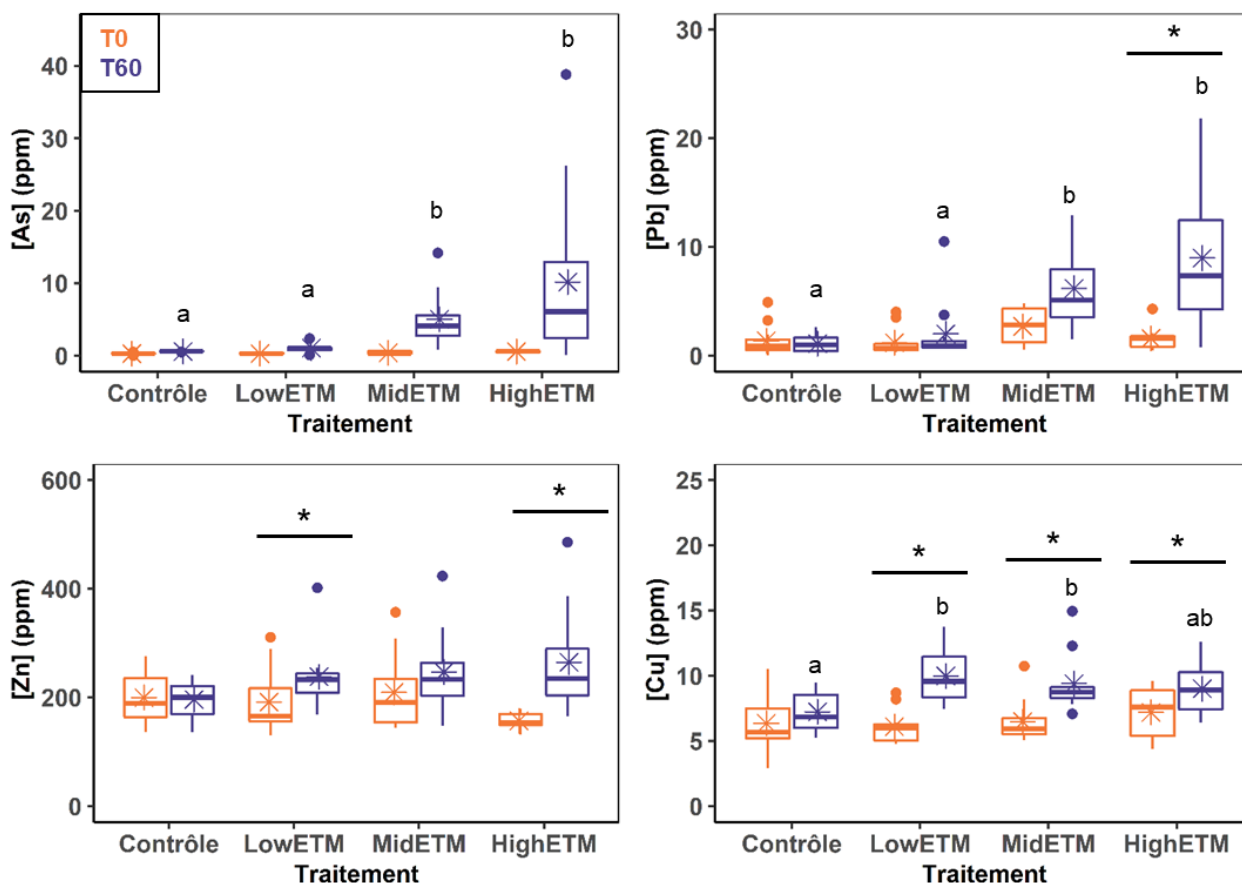 T0
T60
[As] (ppm)
40
30
20
10
0
a
a
b
b
Contrôle LowETM MidETM HighETM
Traitement
[Pb] (ppm)
30
20
10
0
a
a
b
b
*
Contrôle LowETM MidETM HighETM
Traitement
[Zn] (ppm)
600
400
200
0
*
*
Contrôle LowETM MidETM HighETM
Traitement
[Cu] (ppm)
25
20
15
10
5
0
*
*
*
a
b
b
ab
Contrôle LowETM MidETM HighETM
Traitement